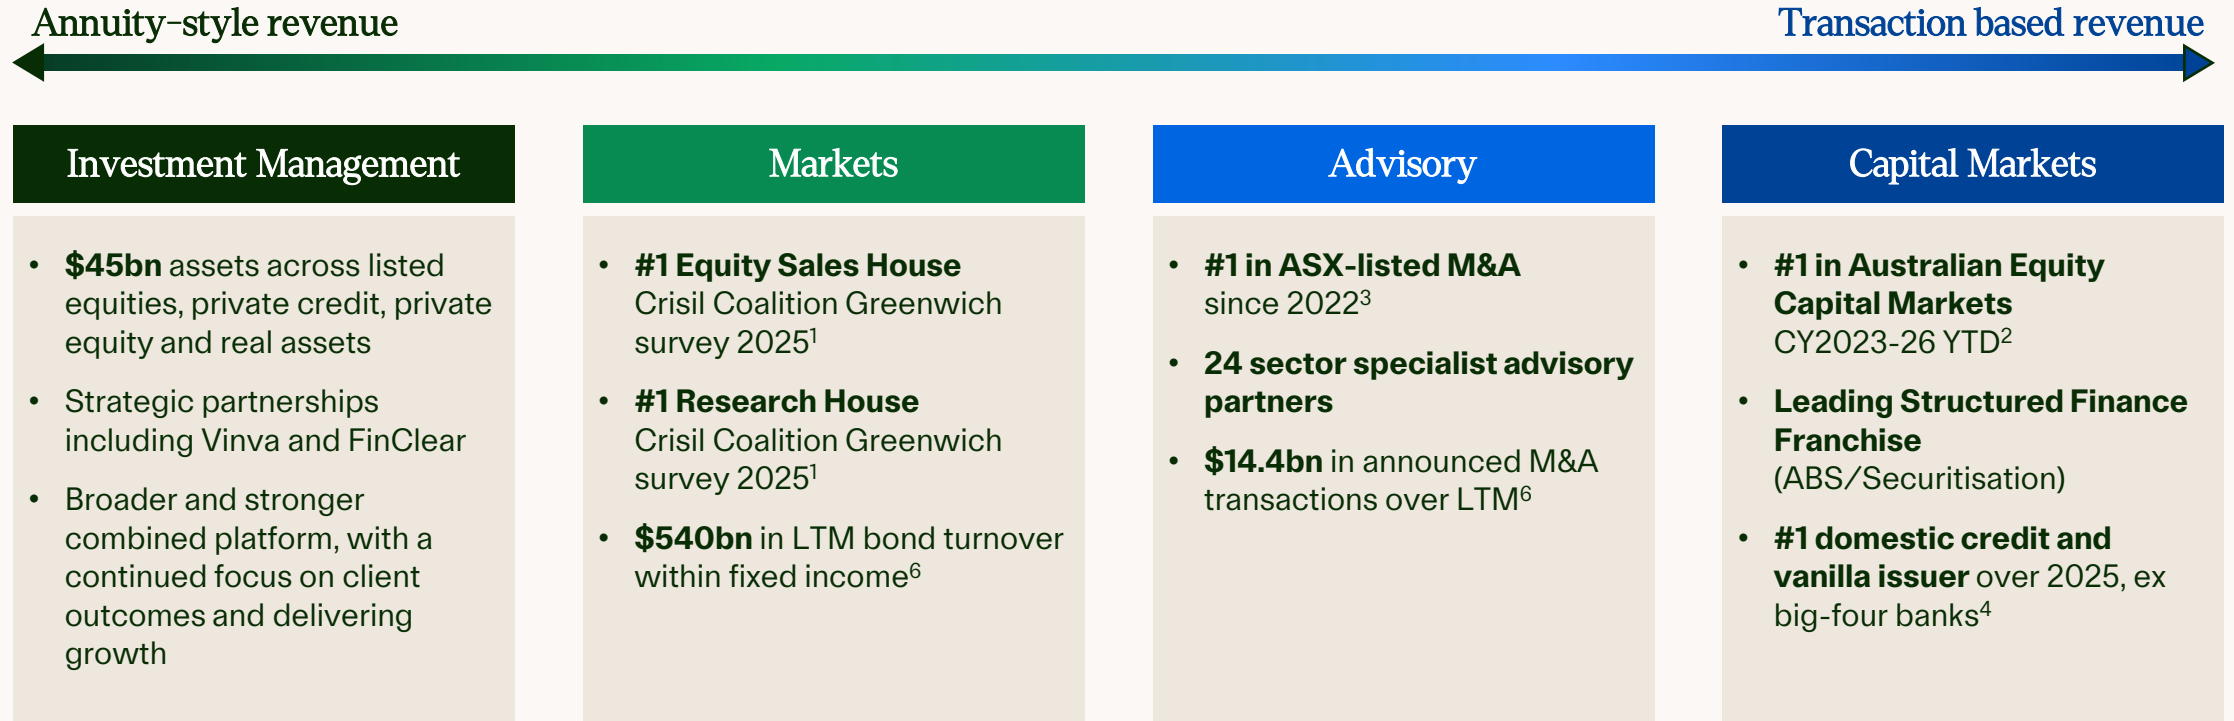 Annuity-style revenue
Transaction based revenue
Investment Management
• $45bn assets across listed
equities, private credit, private
equity and real assets
• Strategic partnerships
including Vinva and FinClear
• Broader and stronger
combined platform, with a
continued focus on client
outcomes and delivering
growth
Markets
• #1 Equity Sales House
Crisil Coalition Greenwich
survey 2025¹
• #1 Research House
Crisil Coalition Greenwich
survey 2025¹
• $540bn in LTM bond turnover
within fixed income⁶
Advisory
• #1 in ASX-listed M&A
since 2022³
• 24 sector specialist advisory
partners
• $14.4bn in announced M&A
transactions over LTM⁶
Capital Markets
• #1 in Australian Equity
Capital Markets
CY2023-26 YTD²
• Leading Structured Finance
Franchise
(ABS/Securitisation)
• #1 domestic credit and
vanilla issuer over 2025, ex
big-four banks⁴